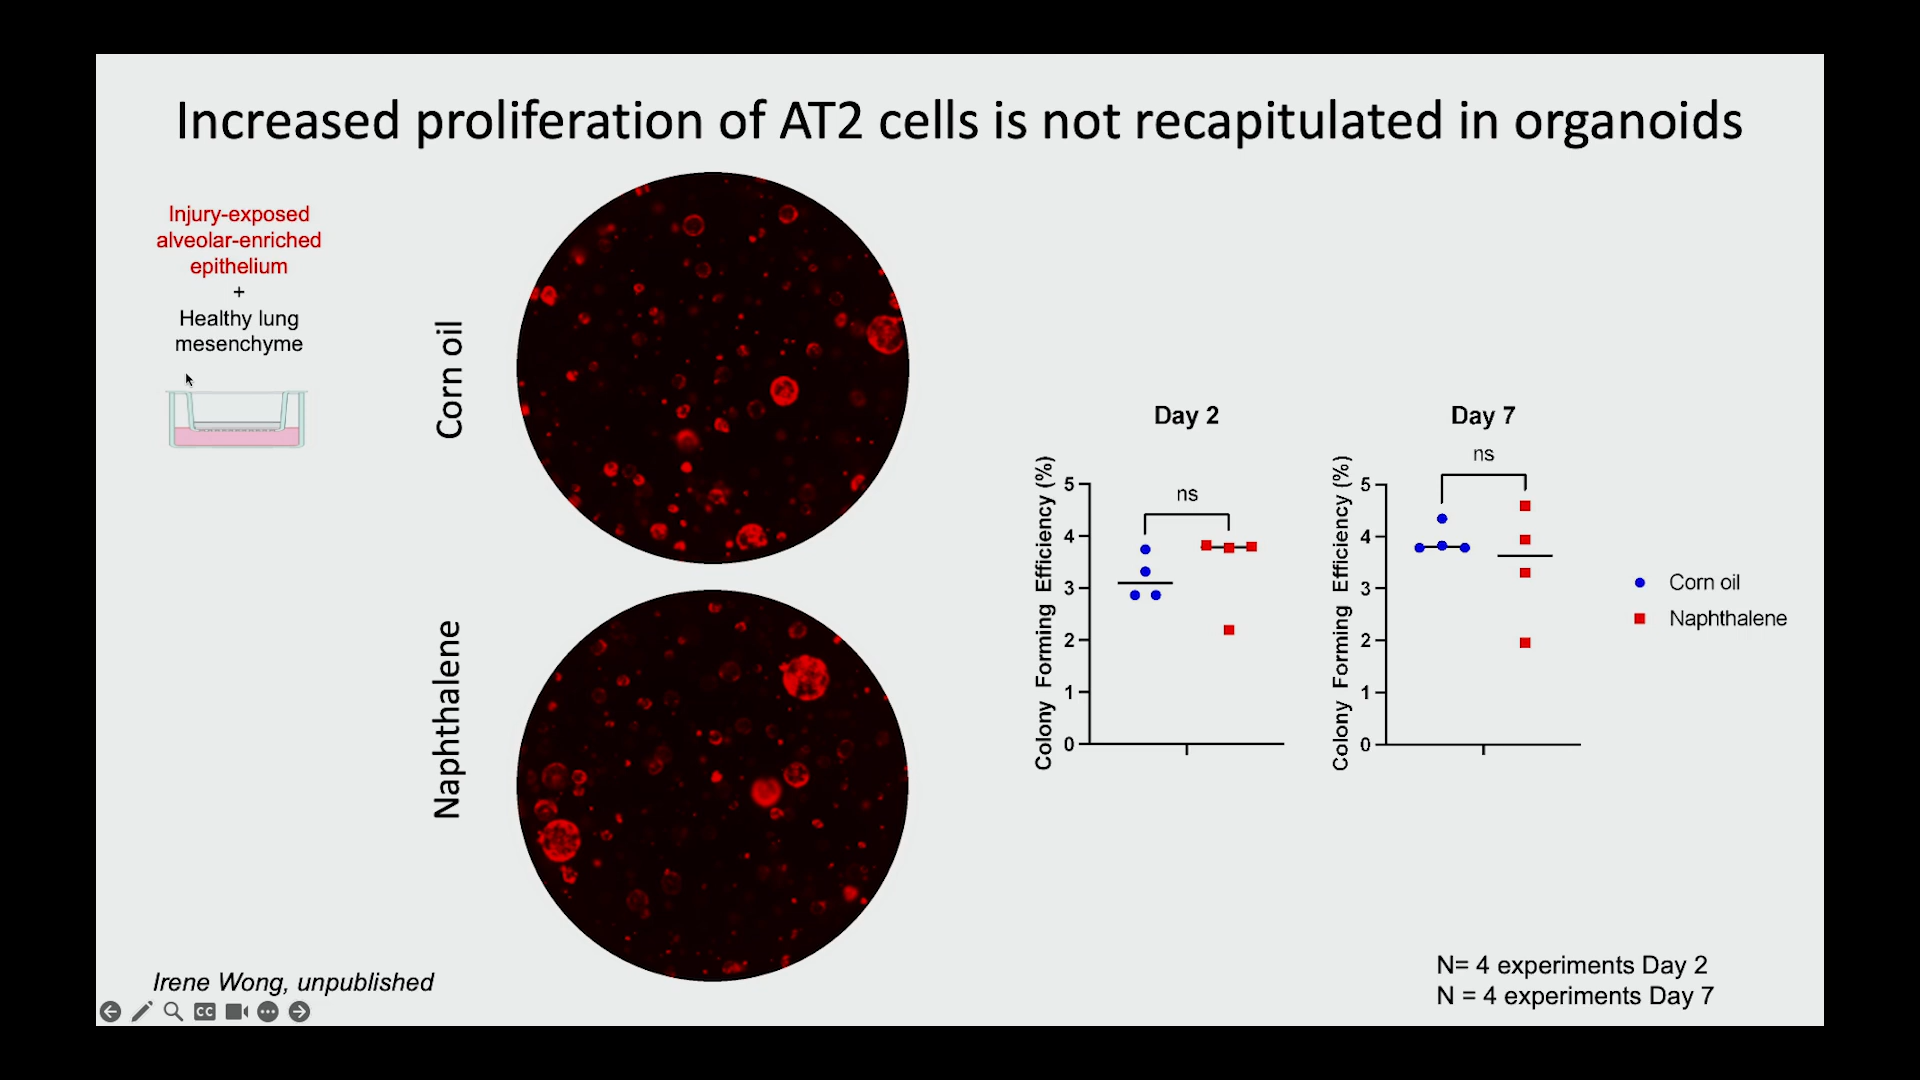 Increased proliferation of AT2 cells is not recapitulated in organoids
Injury-exposed
alveolar-enriched
epithelium
+
Healthy lung
mesenchyme
Corn oil
Naphthalene
Day 2
ns
Colony Forming Efficiency (%)
5
4
3
2
1
0
Day 7
ns
Colony Forming Efficiency (%)
5
4
3
2
1
0
Corn oil
Naphthalene
N= 4 experiments Day 2
N = 4 experiments Day 7
Irene Wong, unpublished
CC